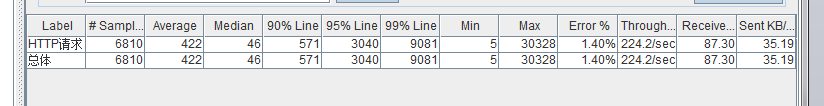 Label # Sampl... Average Median 90% Line 95% Line 99% Line Min Max Error % Through... Receive... Sent KB/...
HTTP请求 6810 422 46 571 3040 9081 5 30328 1.40% 224.2/sec 87.30 35.19
总体 6810 422 46 571 3040 9081 5 30328 1.40% 224.2/sec 87.30 35.19